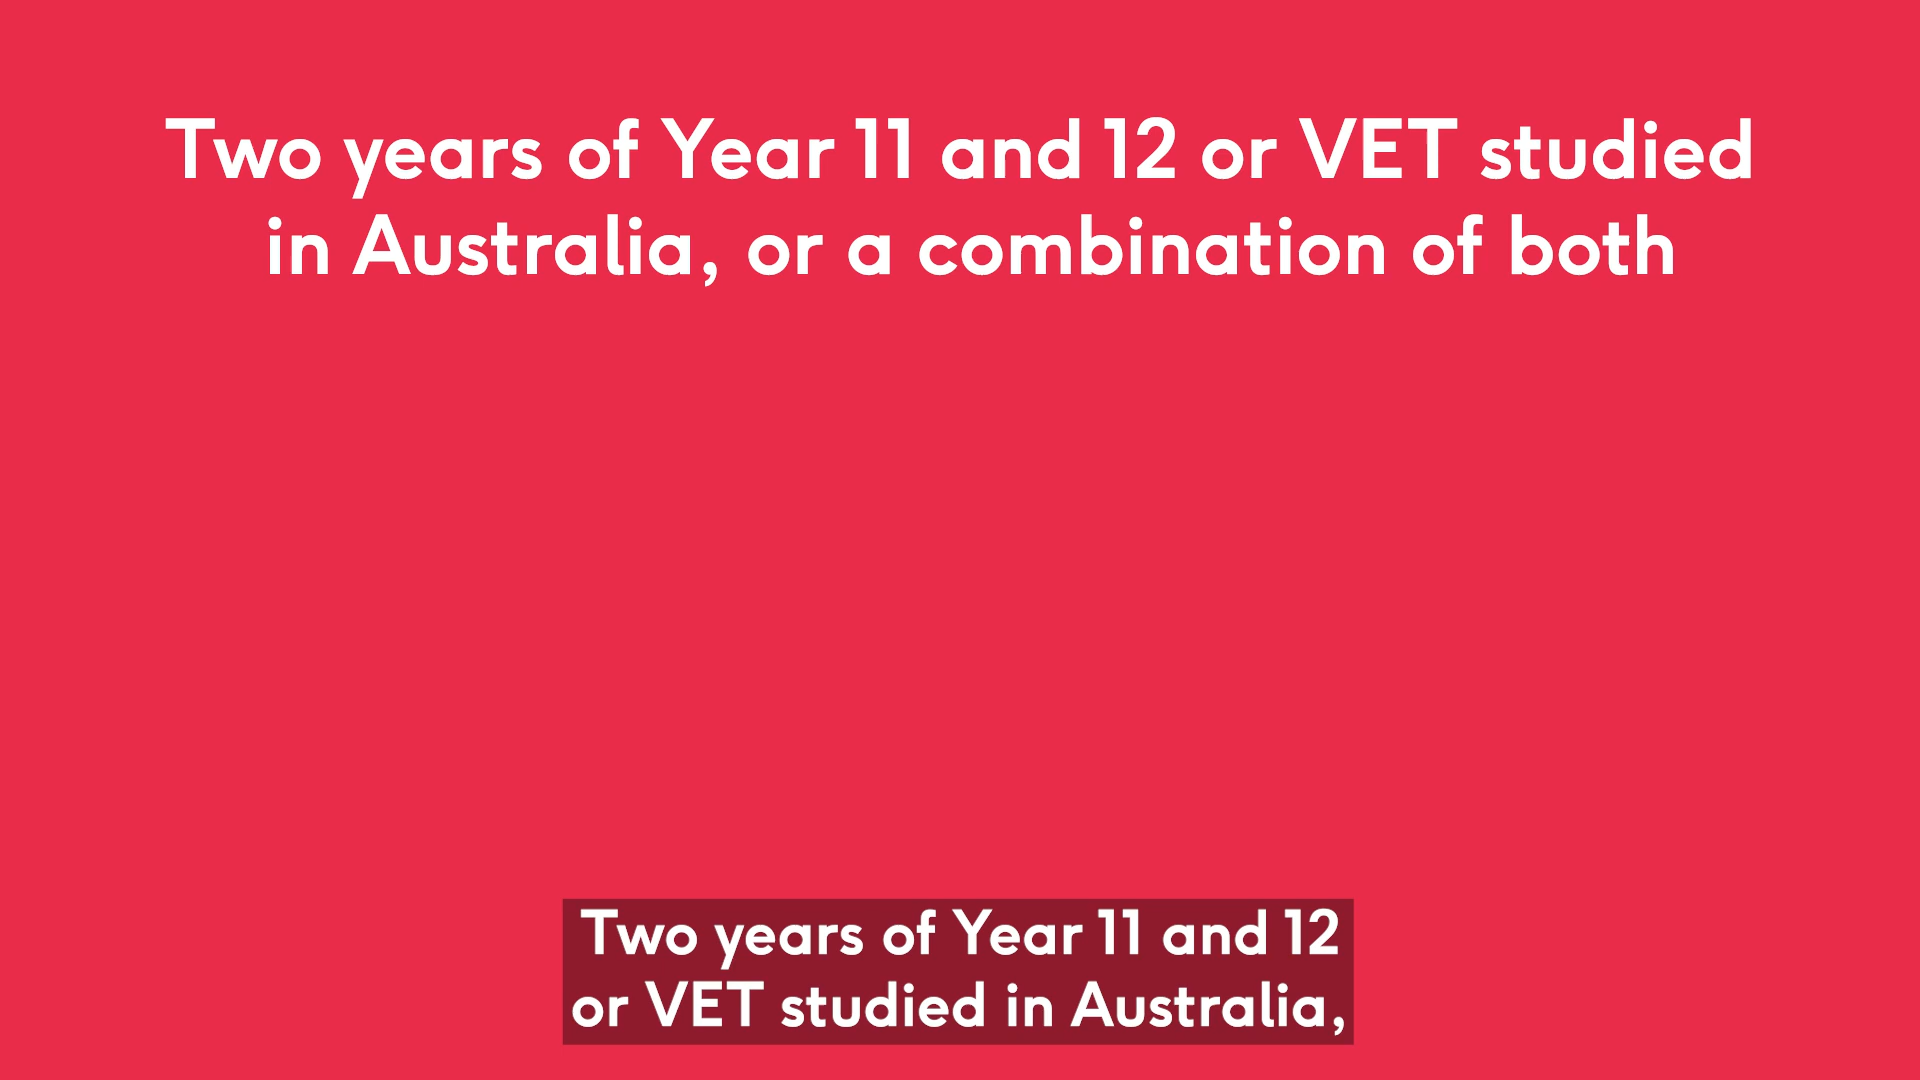 Two years of Year 11 and 12 or VET studied
in Australia, or a combination of both
Two years of Year 11 and 12
or VET studied in Australia,